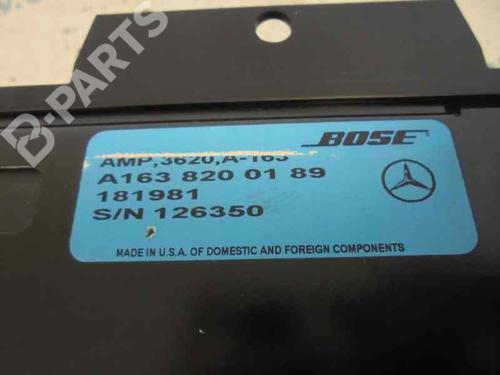 B-PARTS
BOSE
AMP,3620,A-163
A163 820 01 89
181981
S/N 126350
MADE IN U.S.A. OF DOMESTIC AND FOREIGN COMPONENTS